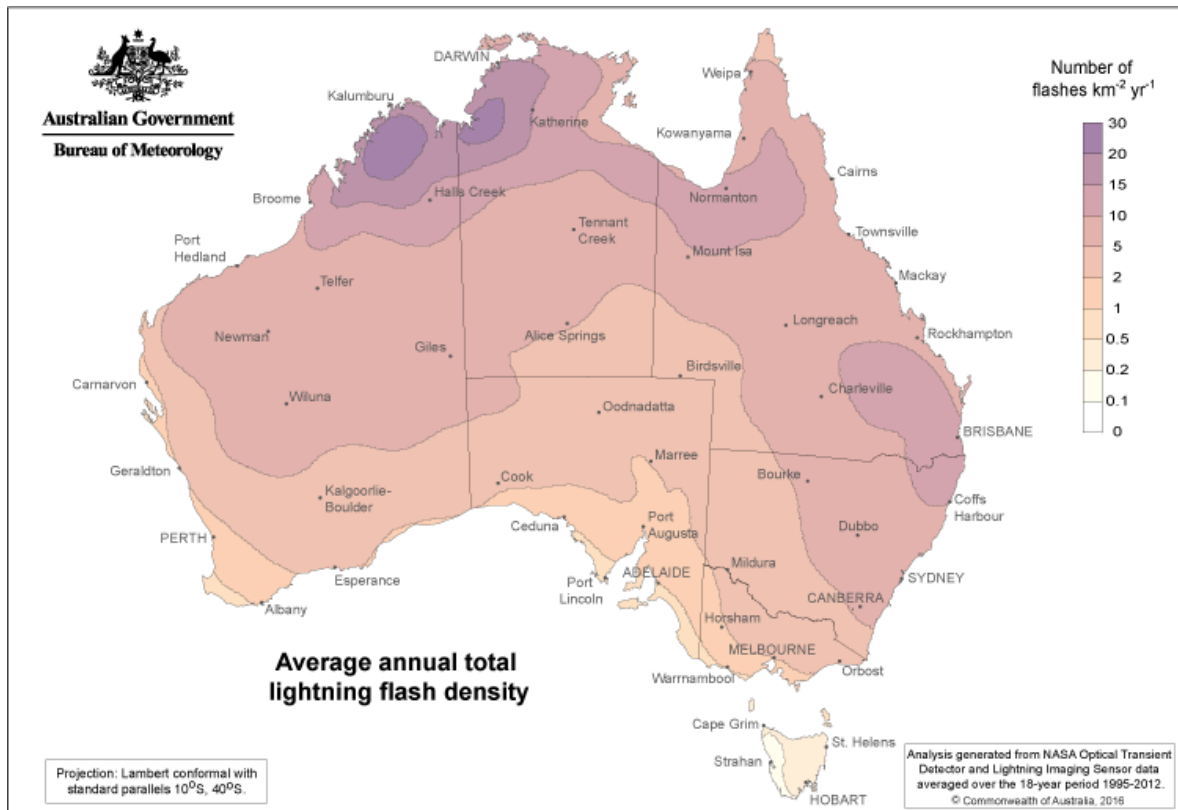 Australian Government
Bureau of Meteorology
Number of
flashes km-2 yr-1
30
20
15
10
5
2
1
0.5
0.2
0.1
0
DARWIN
Weipa
Kalumburu
Katherine
Kowanyama
Cairns
Broome
Halls Creek
Normanton
Tennant
Creek
Townsville
Port
Hedland
Mount Isa
Mackay
Telfer
Longreach
Rockhampton
Newman
Alice Springs
Giles
Birdsville
Carnarvon
Charleville
Wiluna
Oodnadatta
BRISBANE
Geraldton
Marree
Bourke
Cook
Kalgoorlie-
Boulder
Coffs
Harbour
Ceduna
Port
Augusta
Dubbo
PERTH
Mildura
Esperance
Port
Lincoln
ADELAIDE
SYDNEY
Albany
CANBERRA
Horsham
MELBOURNE
Orbost
Warrnambool
Average annual total
lightning flash density
Cape Grim
St. Helens
Strahan
HOBART
Projection: Lambert conformal with
standard parallels 10oS, 40oS.
Analysis generated from NASA Optical Transient
Detector and Lightning Imaging Sensor data
averaged over the 18-year period 1995-2012.
© Commonwealth of Australia, 2016